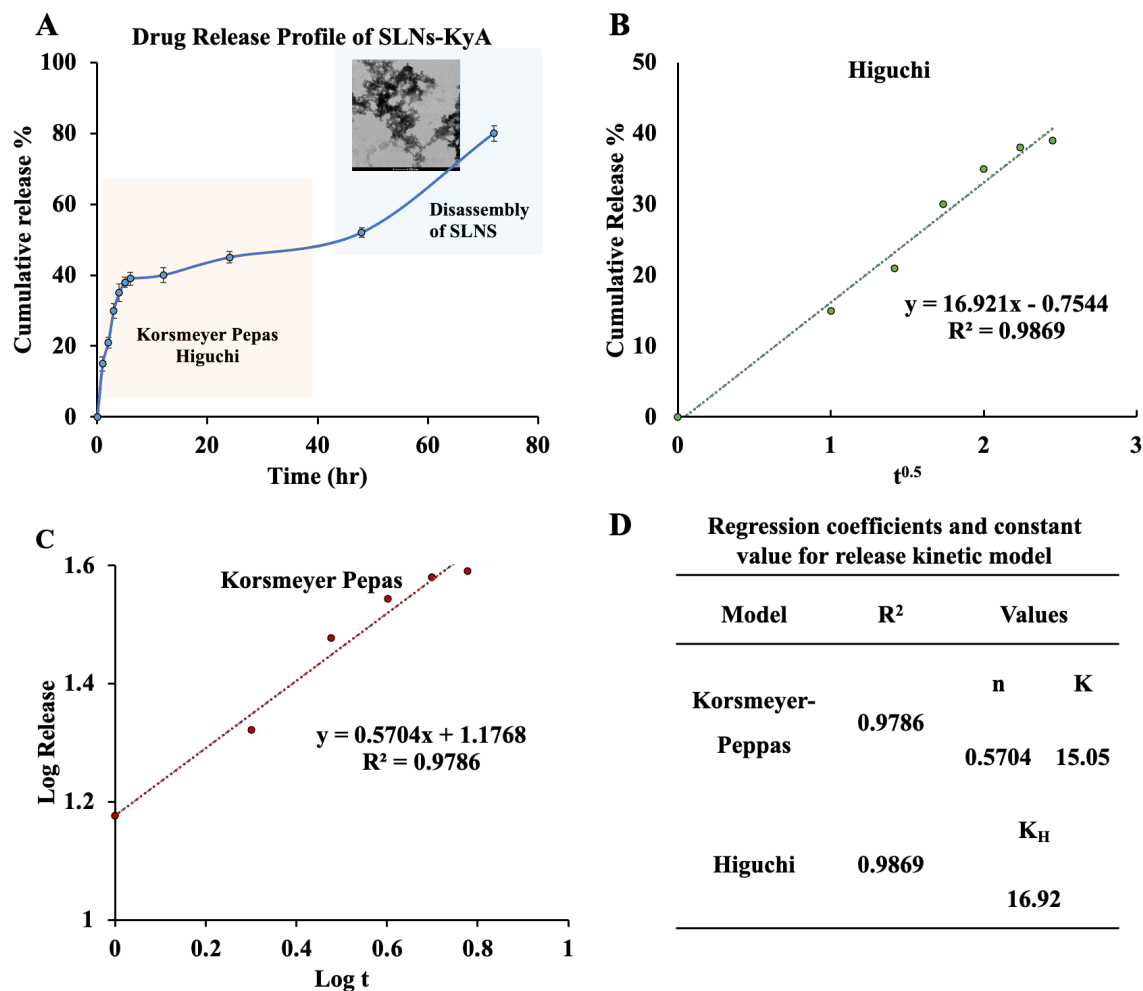 A
Drug Release Profile of SLNs-KyA
100
80
60
40
20
0
Cumulative release %
Korsmeyer Pepas
Higuchi
Disassembly
of SLNS
0 20 40 60 80
Time (hr)
B
Higuchi
50
40
30
20
10
0
Cumulative Release %
y = 16.921x - 0.7544
R² = 0.9869
0 1 2 3
t^0.5
C
Korsmeyer Pepas
1.6
1.4
1.2
1
Log Release
y = 0.5704x + 1.1768
R² = 0.9786
0 0.2 0.4 0.6 0.8 1
Log t
D
Regression coefficients and constant
value for release kinetic model
Model R² Values
n K
Korsmeyer-
Peppas
0.9786
0.5704 15.05
K_H
Higuchi 0.9869
16.92